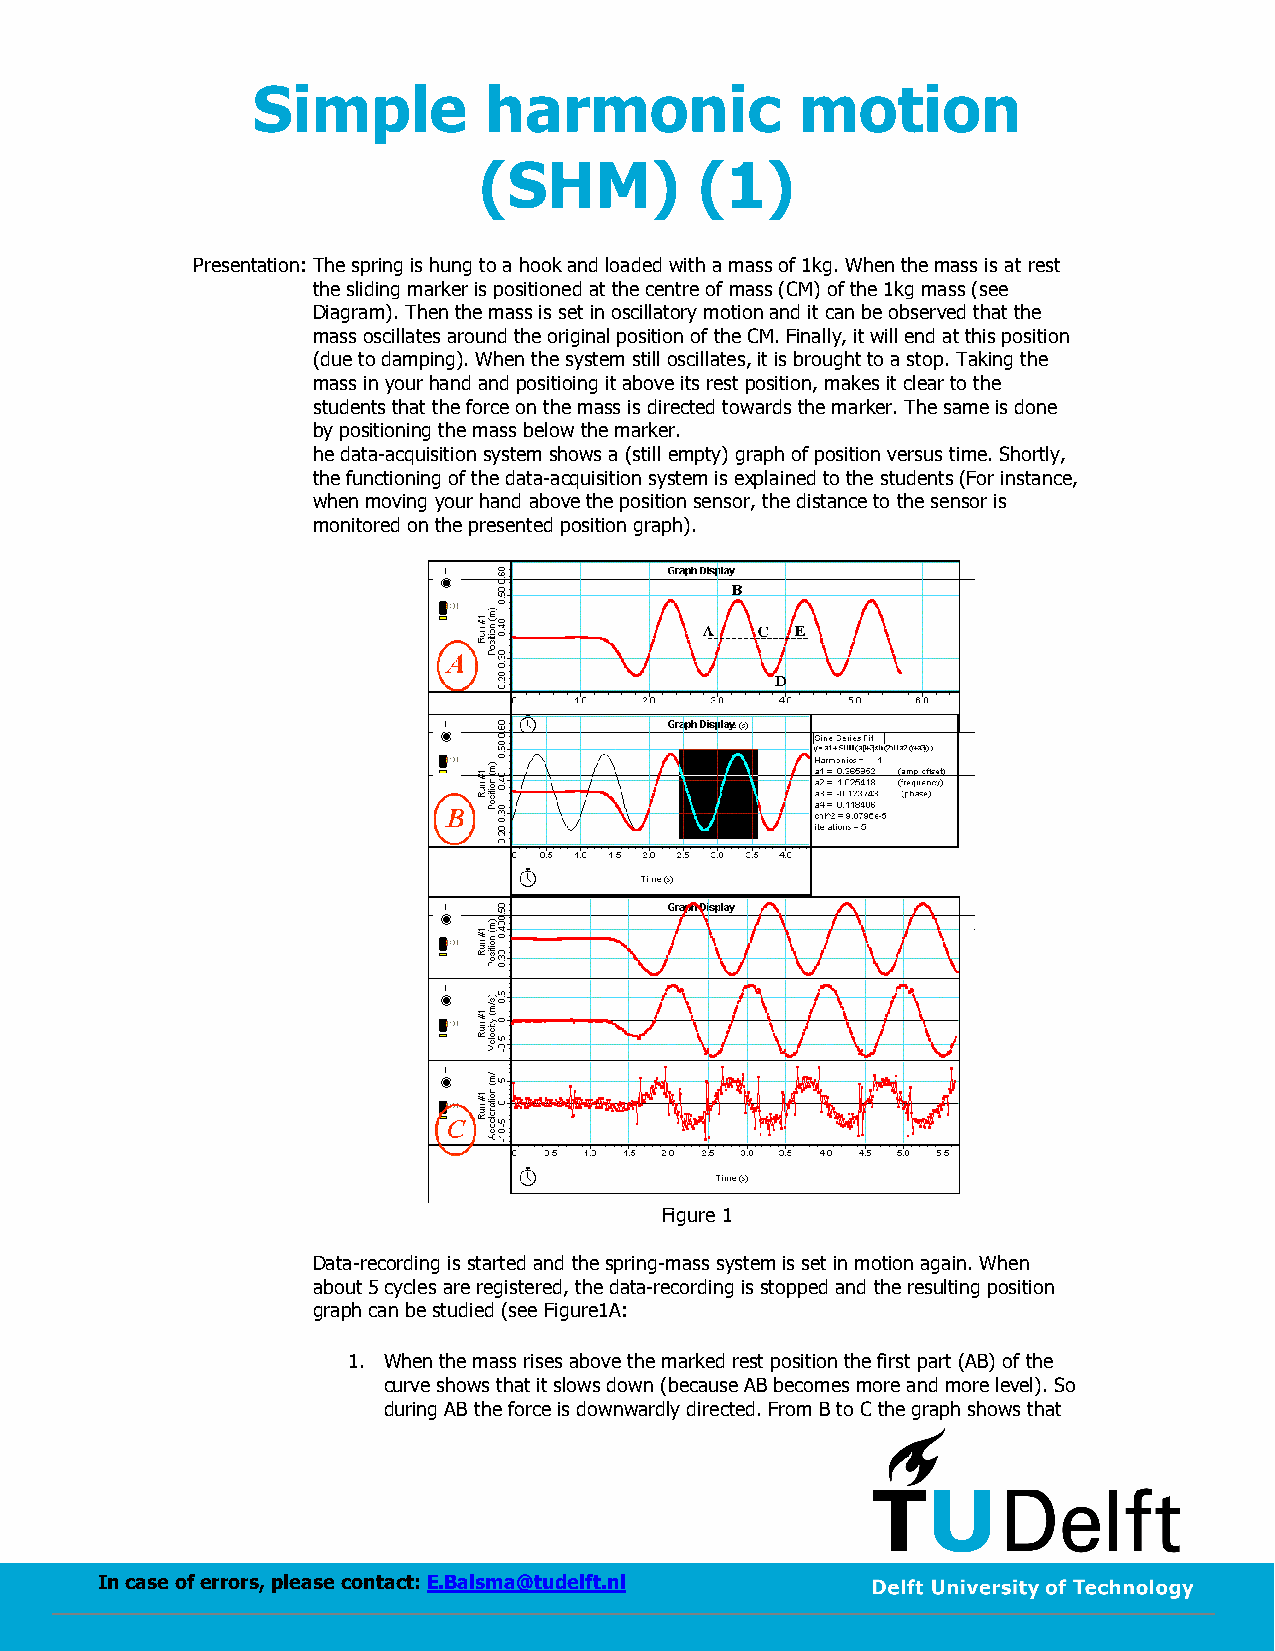 Simple harmonic motion
(SHM) (1)
Presentation: The spring is hung to a hook and loaded with a mass of 1kg. When the mass is at rest
the sliding marker is positioned at the centre of mass (CM) of the 1kg mass (see
Diagram). Then the mass is set in oscillatory motion and it can be observed that the
mass oscillates around the original position of the CM. Finally, it will end at this position
(due to damping). When the system still oscillates, it is brought to a stop. Taking the
mass in your hand and positioing it above its rest position, makes it clear to the
students that the force on the mass is directed towards the marker. The same is done
by positioning the mass below the marker.
he data-acquisition system shows a (still empty) graph of position versus time. Shortly,
the functioning of the data-acquisition system is explained to the students (For instance,
when moving your hand above the position sensor, the distance to the sensor is
monitored on the presented position graph).
Graph Display
B
A C E
D
A
Run #1
Position (m)
0.20 0.30 0.40 0.50 0.60
0 1.0 2.0 3.0 4.0 5.0 6.0
Graph Display
(s)
B
Run #1
Position (m)
0.20 0.30 0.40 0.50 0.60
Sine Series Fit
Harmonics = 1
a1 = 0.385952 (amp offset)
a2 = 1.025418 (frequency)
a3 = -0.123743 (phase)
a4 = 0.118406
chi^2 = 9.0796e-5
iterations = 5
0 0.5 1.0 1.5 2.0 2.5 3.0 3.5 4.0
Time (s)
Graph Display
Run #1
Position (m)
0.30 0.40 0.50
Run #1
Velocity (m/s)
-0.5 0 0.5
C
Run #1
Acceleration (m/
-10 -5 0 5
0 0.5 1.0 1.5 2.0 2.5 3.0 3.5 4.0 4.5 5.0 5.5
Time (s)
Figure 1
Data-recording is started and the spring-mass system is set in motion again. When
about 5 cycles are registered, the data-recording is stopped and the resulting position
graph can be studied (see Figure1A:
1. When the mass rises above the marked rest position the first part (AB) of the
curve shows that it slows down (because AB becomes more and more level). So
during AB the force is downwardly directed. From B to C the graph shows that
TUDelft
In case of errors, please contact: E.Balsma@tudelft.nl
Delft University of Technology